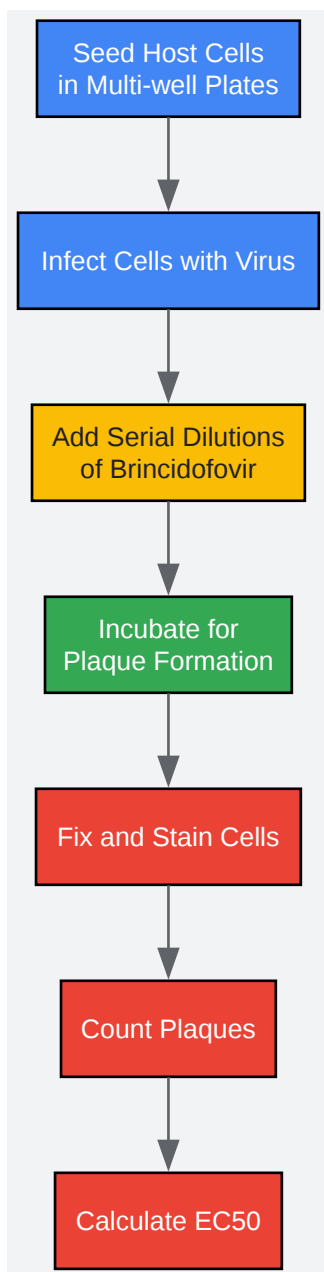 Seed Host Cells
in Multi-well Plates
Infect Cells with Virus
Add Serial Dilutions
of Brincidofovir
Incubate for
Plaque Formation
Fix and Stain Cells
Count Plaques
Calculate EC50